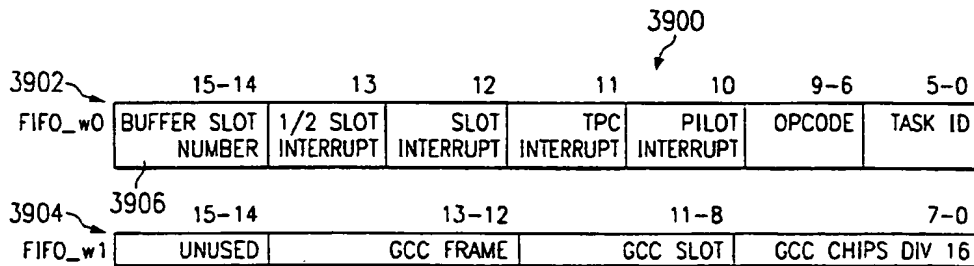 3900
3902 15-14 13 12 11 10 9-6 5-0
FIFO_w0 BUFFER SLOT 1/2 SLOT SLOT TPC PILOT OPCODE TASK ID
NUMBER INTERRUPT INTERRUPT INTERRUPT INTERRUPT
3906
3904 15-14 13-12 11-8 7-0
FIFO_w1 UNUSED GCC FRAME GCC SLOT GCC CHIPS DIV 16